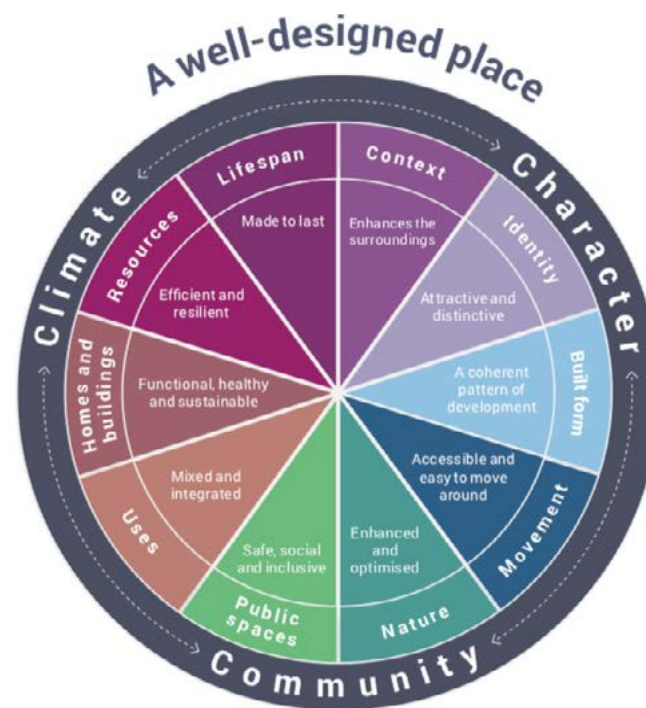 A well-designed place
Climate
Character
Community
Context
Enhances the
surroundings
Identity
Attractive and
distinctive
Built form
A coherent
pattern of
development
Movement
Accessible and
easy to move
around
Nature
Enhanced
and
optimised
Public
spaces
Safe, social
and inclusive
Uses
Mixed and
integrated
Homes and
buildings
Functional, healthy
and sustainable
Resources
Efficient and
resilient
Lifespan
Made to last